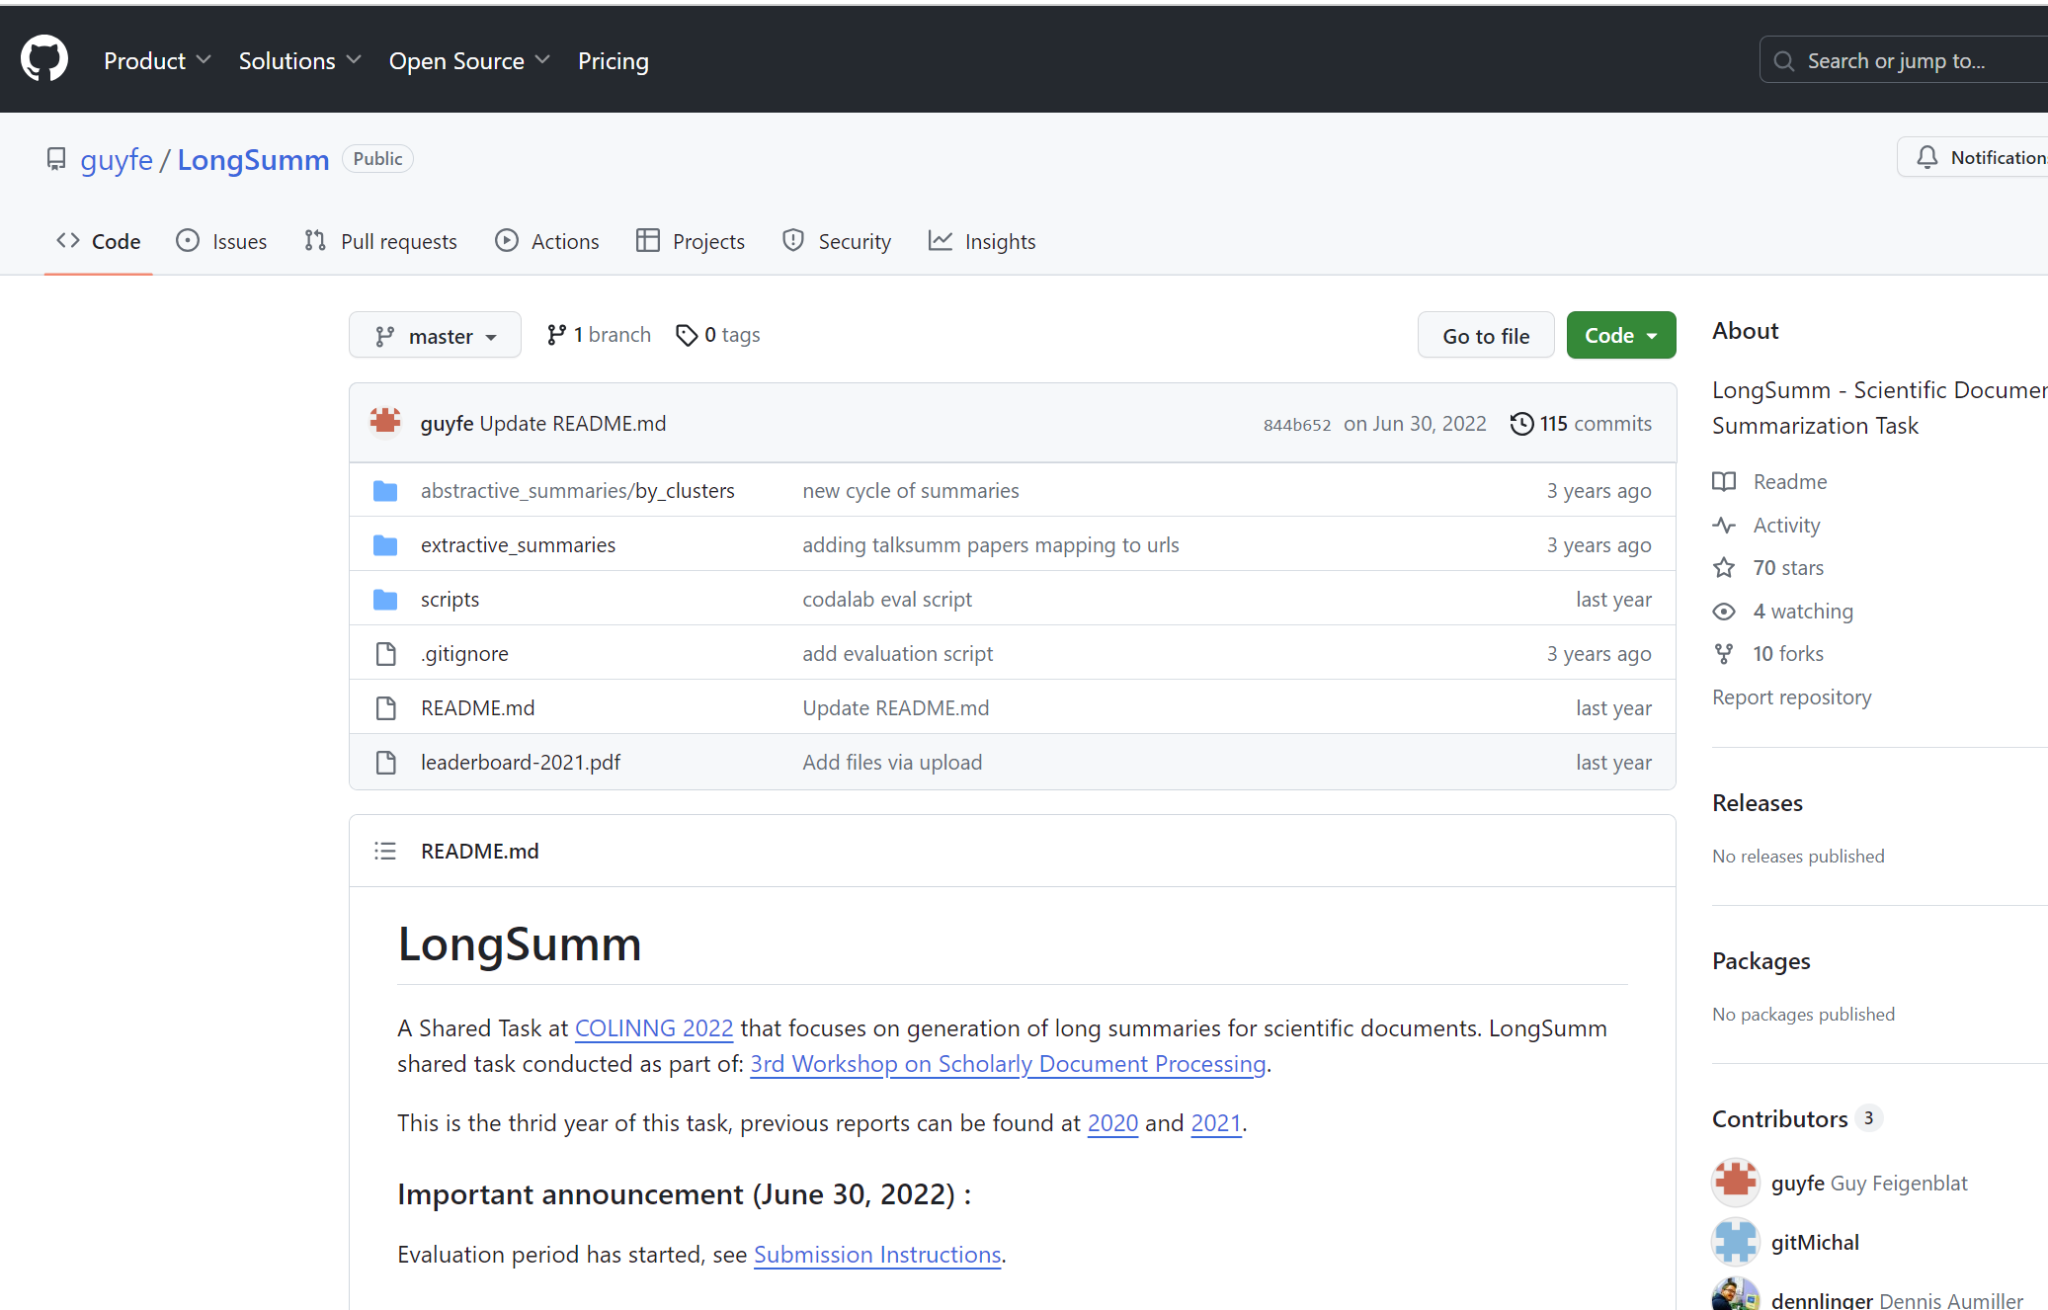 Product Solutions Open Source Pricing Search or jump to...
guyfe / LongSumm Public Notification
Code Issues Pull requests Actions Projects Security Insights
master 1 branch 0 tags Go to file Code
guyfe Update README.md 844b652 on Jun 30, 2022 115 commits
abstractive_summaries/by_clusters new cycle of summaries 3 years ago
extractive_summaries adding talksumm papers mapping to urls 3 years ago
scripts codalab eval script last year
.gitignore add evaluation script 3 years ago
README.md Update README.md last year
leaderboard-2021.pdf Add files via upload last year
README.md
LongSumm
A Shared Task at COLINNG 2022 that focuses on generation of long summaries for scientific documents. LongSumm
shared task conducted as part of: 3rd Workshop on Scholarly Document Processing.
This is the thrid year of this task, previous reports can be found at 2020 and 2021.
Important announcement (June 30, 2022) :
Evaluation period has started, see Submission Instructions.
About
LongSumm - Scientific Documen
Summarization Task
Readme
Activity
70 stars
4 watching
10 forks
Report repository
Releases
No releases published
Packages
No packages published
Contributors 3
guyfe Guy Feigenblat
gitMichal
dennlinger Dennis Aumiller